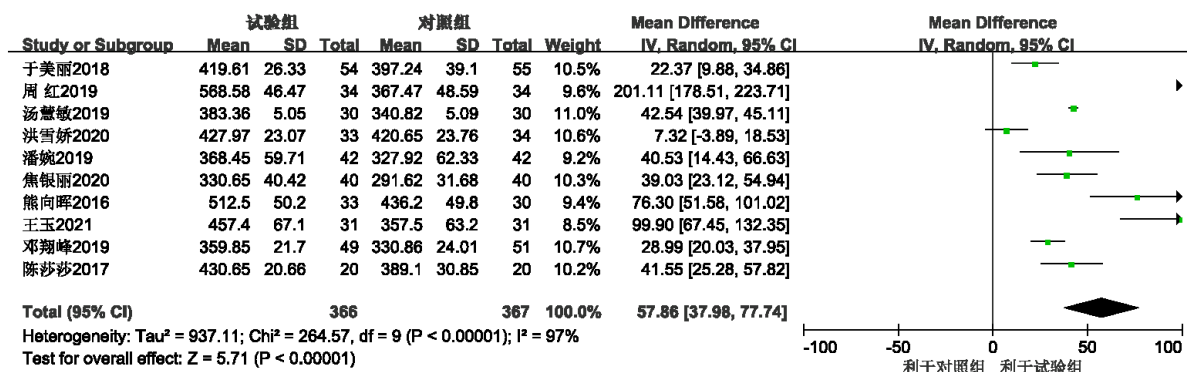 试验组 对照组 Mean Difference Mean Difference
Study or Subgroup Mean SD Total Mean SD Total Weight IV, Random, 95% CI IV, Random, 95% CI
于美丽2018 419.61 26.33 54 397.24 39.1 55 10.5% 22.37 [9.88, 34.86]
周 红2019 568.58 46.47 34 367.47 48.59 34 9.6% 201.11 [178.51, 223.71]
汤慧敏2019 383.36 5.05 30 340.82 5.09 30 11.0% 42.54 [39.97, 45.11]
洪雪娇2020 427.97 23.07 33 420.65 23.76 34 10.6% 7.32 [-3.89, 18.53]
潘婉2019 368.45 59.71 42 327.92 62.33 42 9.2% 40.53 [14.43, 66.63]
焦银丽2020 330.65 40.42 40 291.62 31.68 40 10.3% 39.03 [23.12, 54.94]
熊向晖2016 512.5 50.2 33 436.2 49.8 30 9.4% 76.30 [51.58, 101.02]
王玉2021 457.4 67.1 31 357.5 63.2 31 8.5% 99.90 [67.45, 132.35]
邓翔峰2019 359.85 21.7 49 330.86 24.01 51 10.7% 28.99 [20.03, 37.95]
陈莎莎2017 430.65 20.66 20 389.1 30.85 20 10.2% 41.55 [25.28, 57.82]
Total (95% CI) 366 367 100.0% 57.86 [37.98, 77.74]
Heterogeneity: Tau² = 937.11; Chi² = 264.57, df = 9 (P < 0.00001); I² = 97%
Test for overall effect: Z = 5.71 (P < 0.00001)
-100 -50 0 50 100
利于对照组 利于试验组